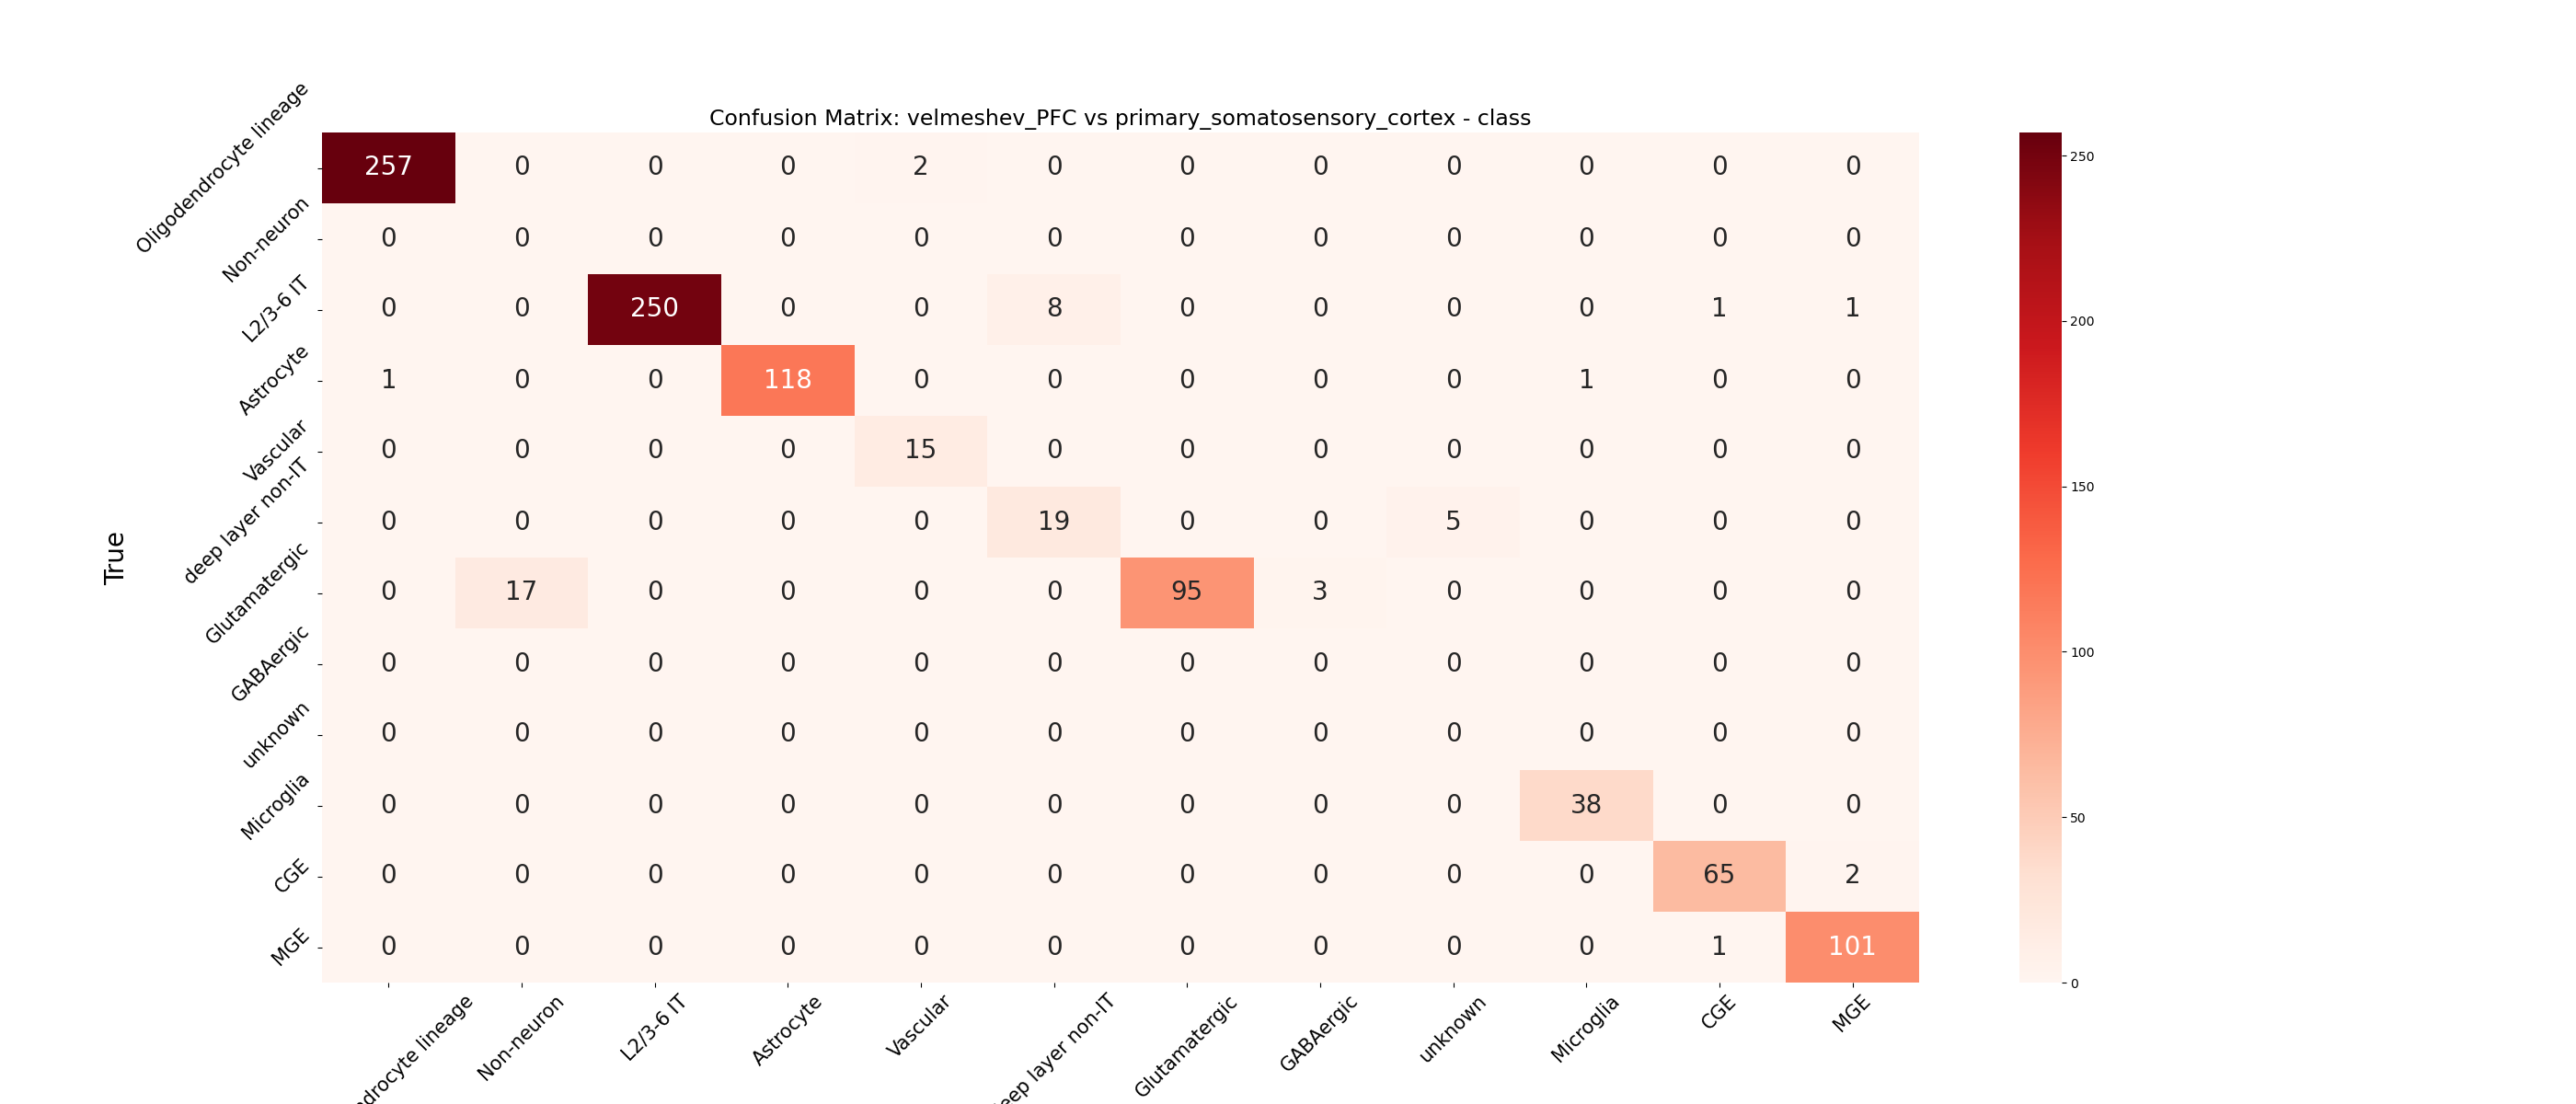 Confusion Matrix: velmeshev_PFC vs primary_somatosensory_cortex - class
True
Oligodendrocyte lineage 257 0 0 0 2 0 0 0 0 0 0 0
Non-neuron 0 0 0 0 0 0 0 0 0 0 0 0
L2/3-6 IT 0 0 250 0 0 8 0 0 0 0 1 1
Astrocyte 1 0 0 118 0 0 0 0 0 1 0 0
Vascular 0 0 0 0 15 0 0 0 0 0 0 0
deep layer non-IT 0 0 0 0 0 19 0 0 5 0 0 0
Glutamatergic 0 17 0 0 0 0 95 3 0 0 0 0
GABAergic 0 0 0 0 0 0 0 0 0 0 0 0
unknown 0 0 0 0 0 0 0 0 0 0 0 0
Microglia 0 0 0 0 0 0 0 0 0 38 0 0
CGE 0 0 0 0 0 0 0 0 0 0 65 2
MGE 0 0 0 0 0 0 0 0 0 0 1 101
lineage Non-neuron L2/3-6 IT Astrocyte Vascular layer non-IT Glutamatergic GABAergic unknown Microglia CGE MGE
250
200
150
100
50
0